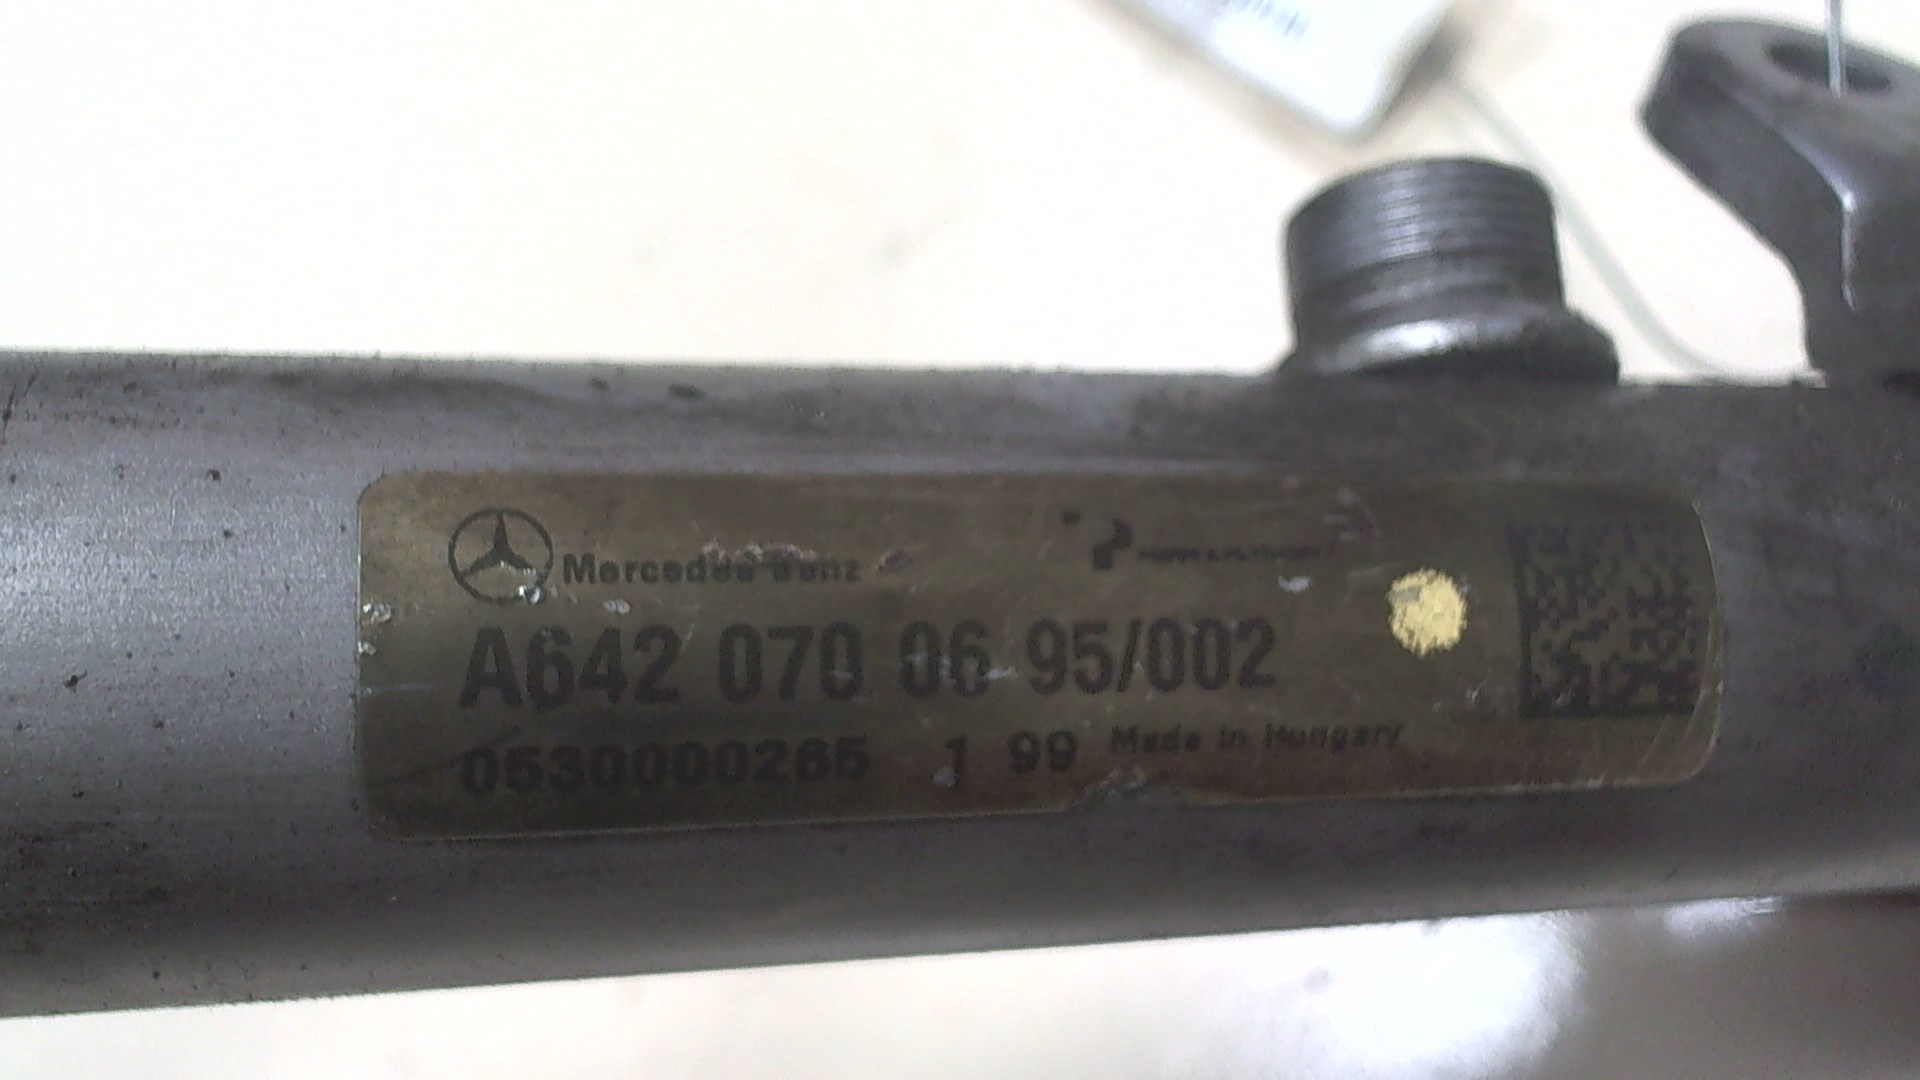 Mercedes Benz
A642 070 06 95/002
0530000265 1 99 Made in Hungary